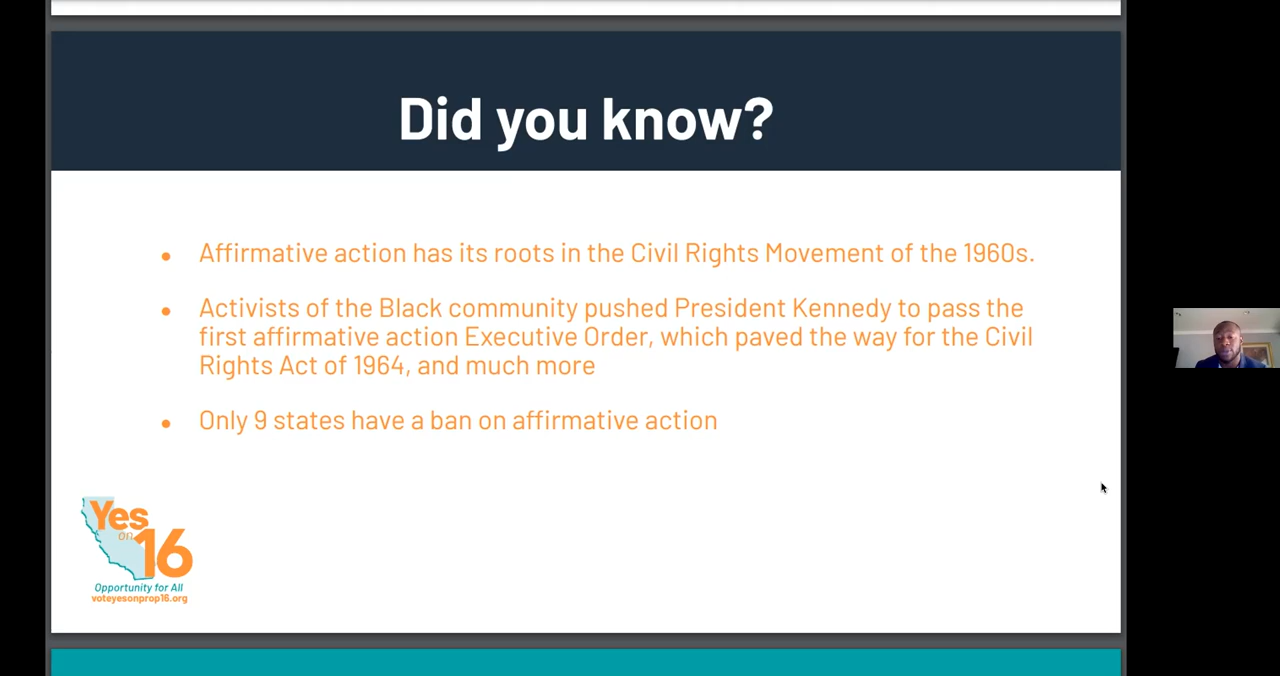 Did you know?
● Affirmative action has its roots in the Civil Rights Movement of the 1960s.
● Activists of the Black community pushed President Kennedy to pass the
first affirmative action Executive Order, which paved the way for the Civil
Rights Act of 1964, and much more
● Only 9 states have a ban on affirmative action
Yes
on 16
Opportunity for All
voteyesonprop16.org